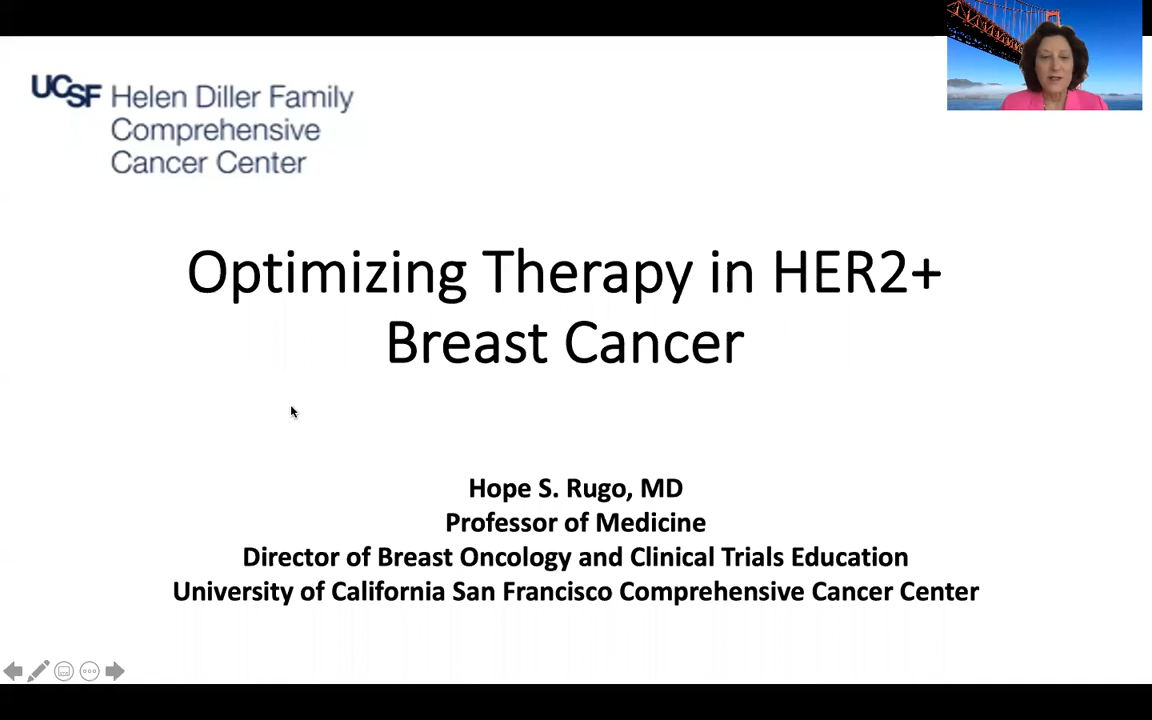 UCSF Helen Diller Family
Comprehensive
Cancer Center
Optimizing Therapy in HER2+
Breast Cancer
Hope S. Rugo, MD
Professor of Medicine
Director of Breast Oncology and Clinical Trials Education
University of California San Francisco Comprehensive Cancer Center